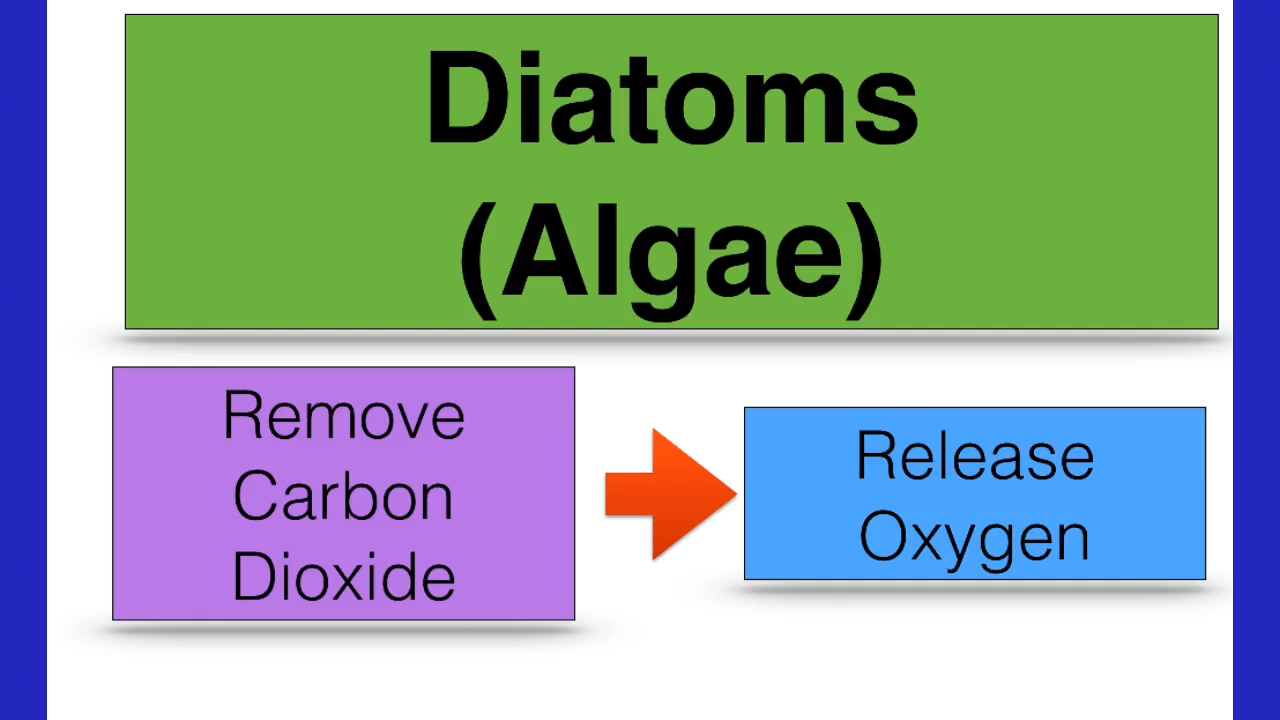 Diatoms
(Algae)
Remove
Carbon
Dioxide
Release
Oxygen